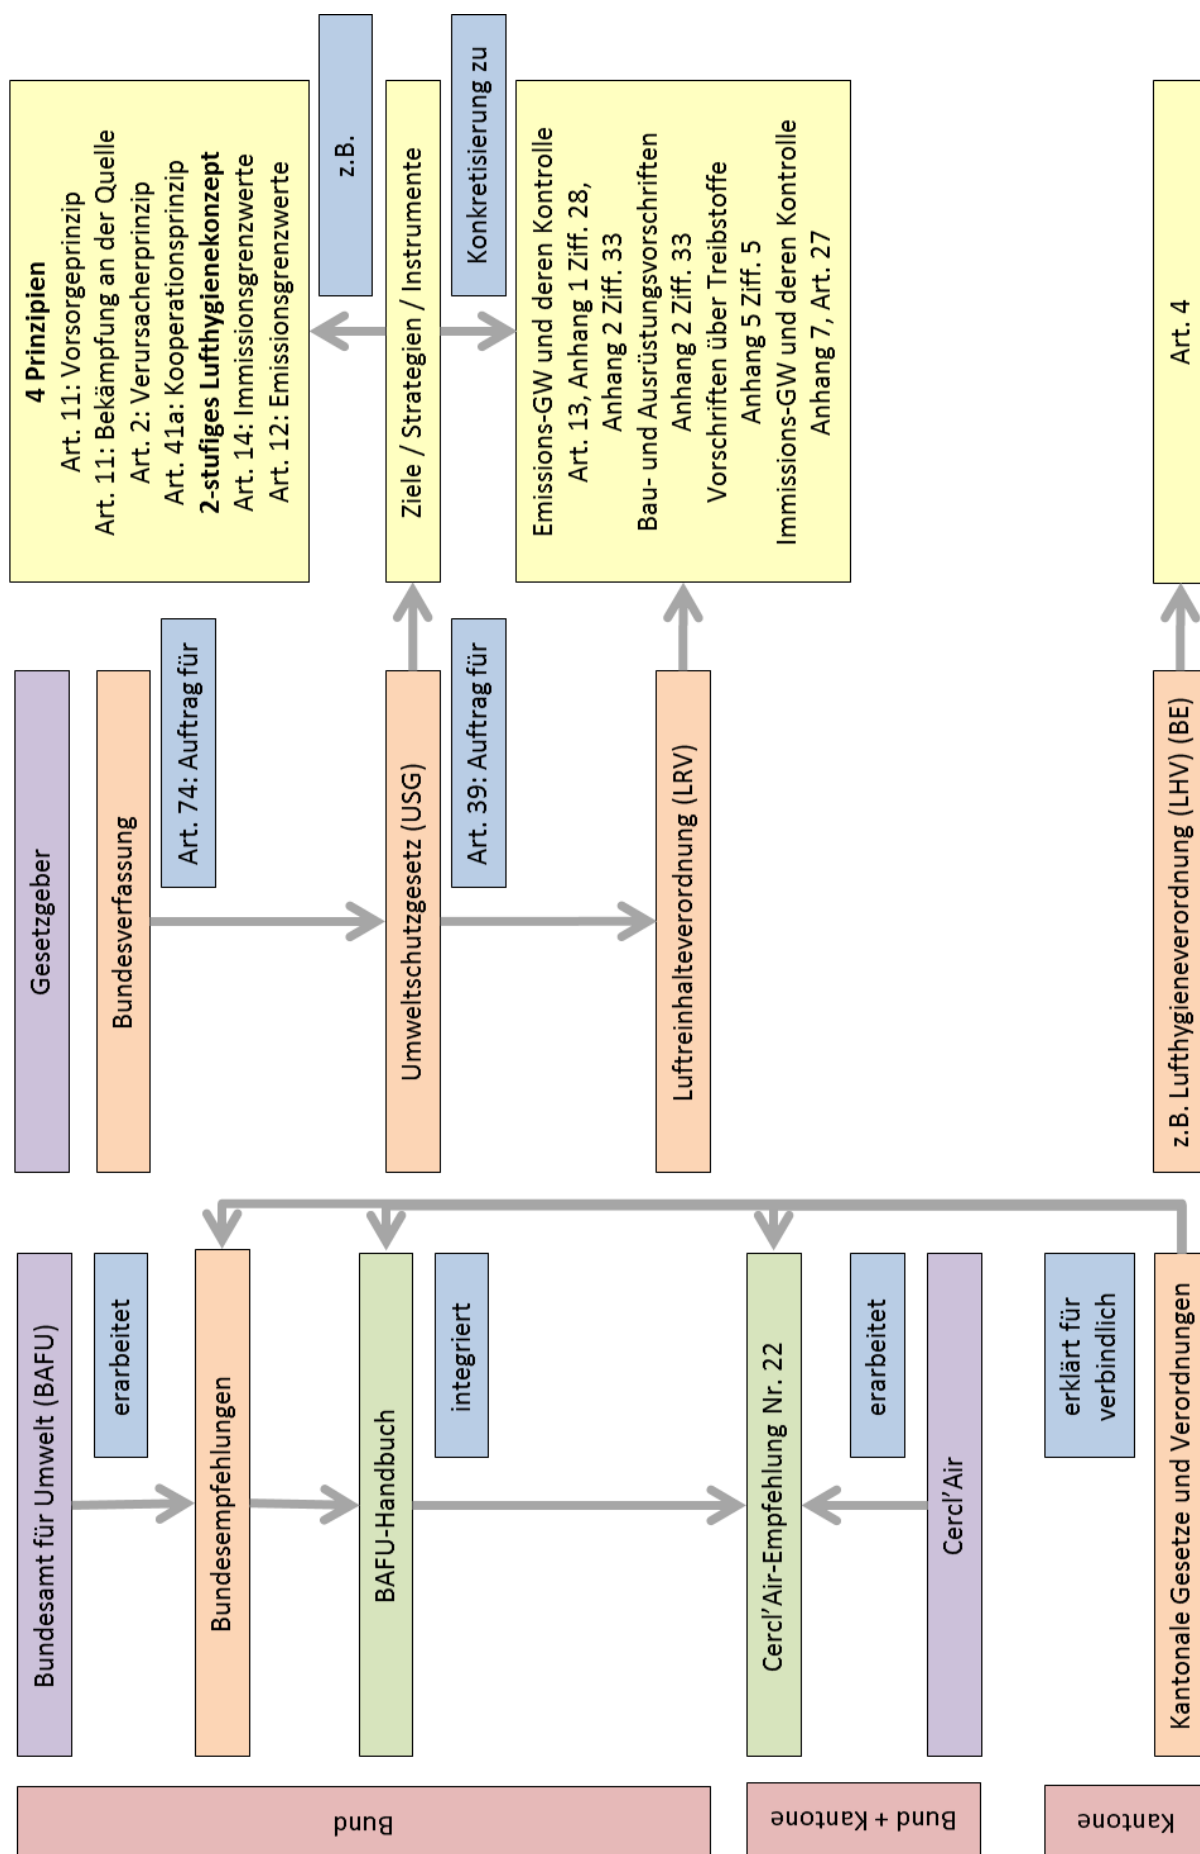 Bund
Bund + Kantone
Kantone
Bundesamt für Umwelt (BAFU)
erarbeitet
Bundesempfehlungen
BAFU-Handbuch
integriert
Cercl'Air-Empfehlung Nr. 22
erarbeitet
Cercl'Air
erklärt für
verbindlich
Kantonale Gesetze und Verordnungen
Gesetzgeber
Bundesverfassung
Art. 74: Auftrag für
Umweltschutzgesetz (USG)
Art. 39: Auftrag für
Luftreinhalteverordnung (LRV)
z.B. Lufthygieneverordnung (LHV) (BE)
4 Prinzipien
Art. 11: Vorsorgeprinzip
Art. 11: Bekämpfung an der Quelle
Art. 2: Verursacherprinzip
Art. 41a: Kooperationsprinzip
2-stufiges Lufthygienekonzept
Art. 14: Immissionsgrenzwerte
Art. 12: Emissionsgrenzwerte
z.B.
Ziele / Strategien / Instrumente
Konkretisierung zu
Emissions-GW und deren Kontrolle
Art. 13, Anhang 1 Ziff. 28,
Anhang 2 Ziff. 33
Bau- und Ausrüstungsvorschriften
Anhang 2 Ziff. 33
Vorschriften über Treibstoffe
Anhang 5 Ziff. 5
Immissions-GW und deren Kontrolle
Anhang 7, Art. 27
Art. 4